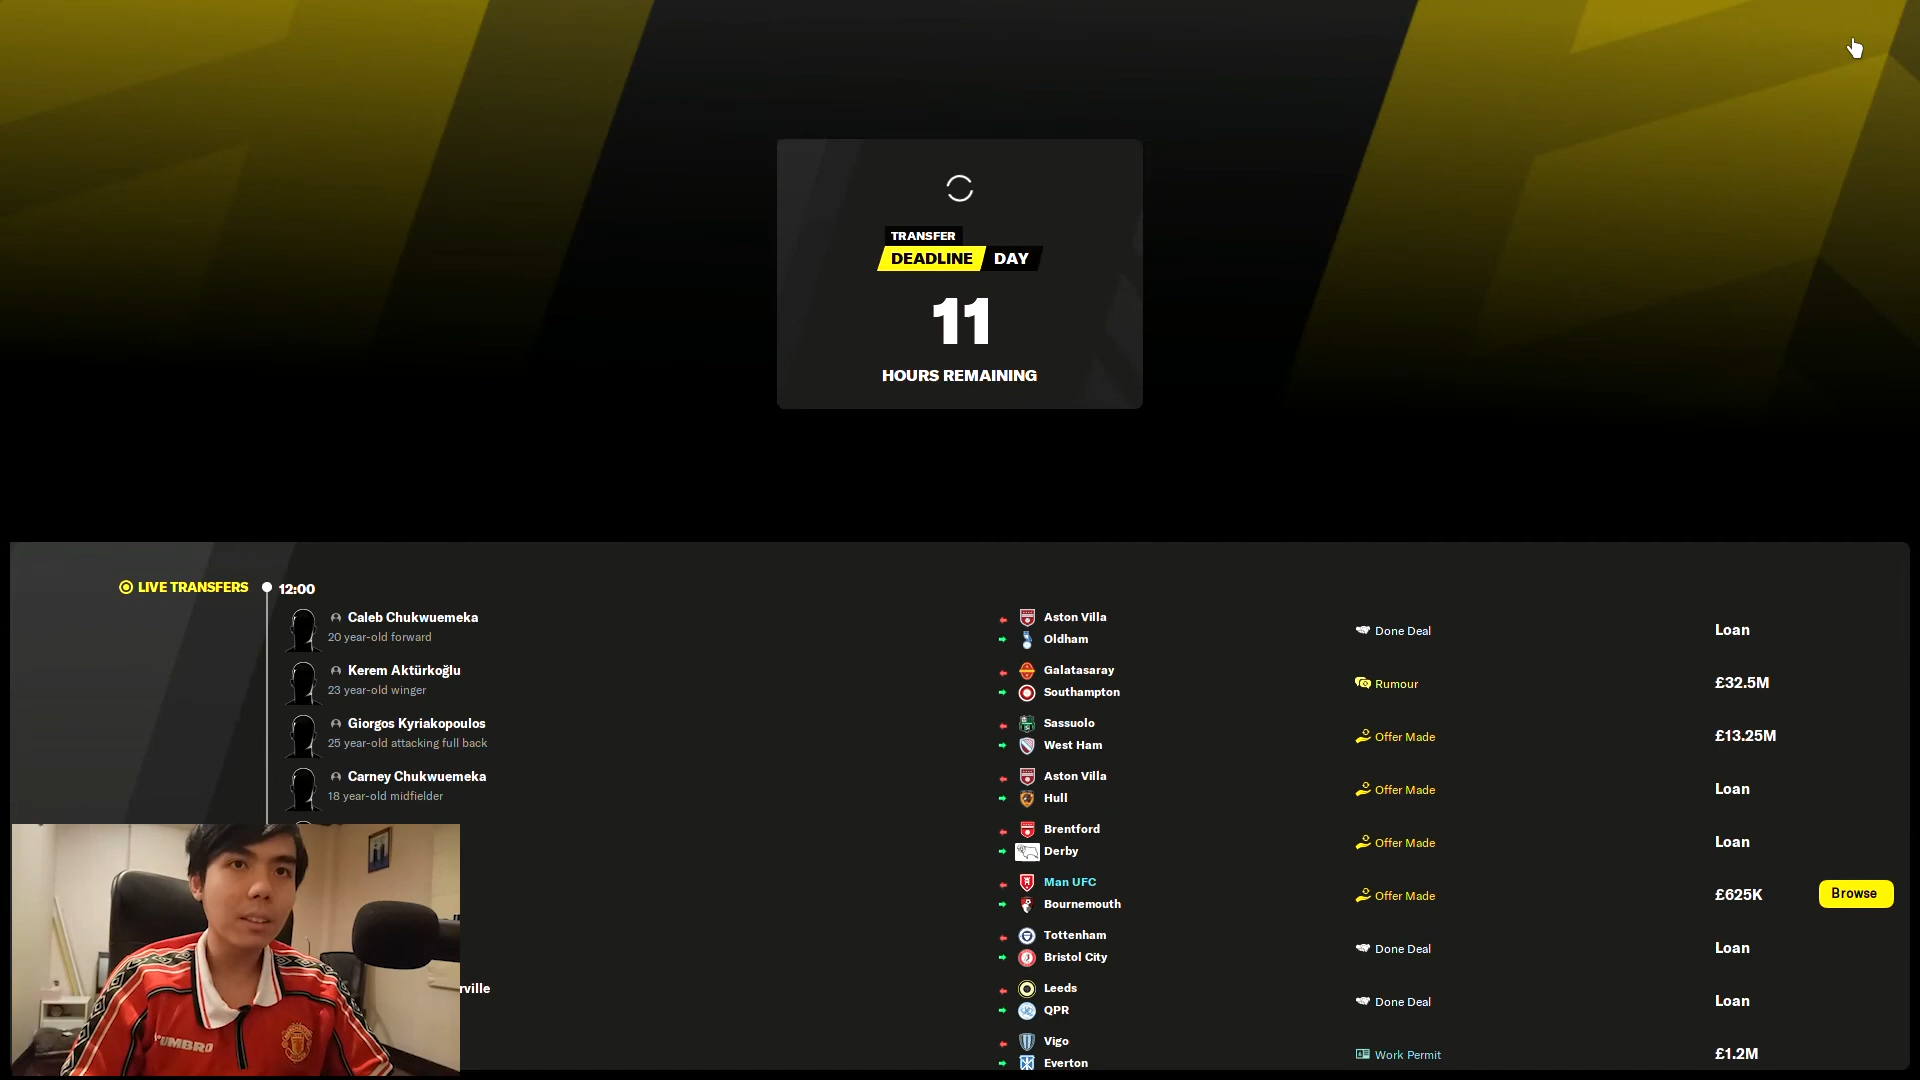 TRANSFER
DEADLINE DAY
11
HOURS REMAINING
LIVE TRANSFERS
12:00
Caleb Chukwuemeka
20 year-old forward
Aston Villa
Oldham
Done Deal
Loan
Kerem Aktürkoğlu
23 year-old winger
Galatasaray
Southampton
Rumour
£32.5M
Giorgos Kyriakopoulos
25 year-old attacking full back
Sassuolo
West Ham
Offer Made
£13.25M
Carney Chukwuemeka
18 year-old midfielder
Aston Villa
Hull
Offer Made
Loan
Brentford
Derby
Offer Made
Loan
Man UFC
Bournemouth
Offer Made
£625K
Browse
Tottenham
Bristol City
Done Deal
Loan
rville
Leeds
QPR
Done Deal
Loan
Vigo
Everton
Work Permit
£1.2M
UMBRO